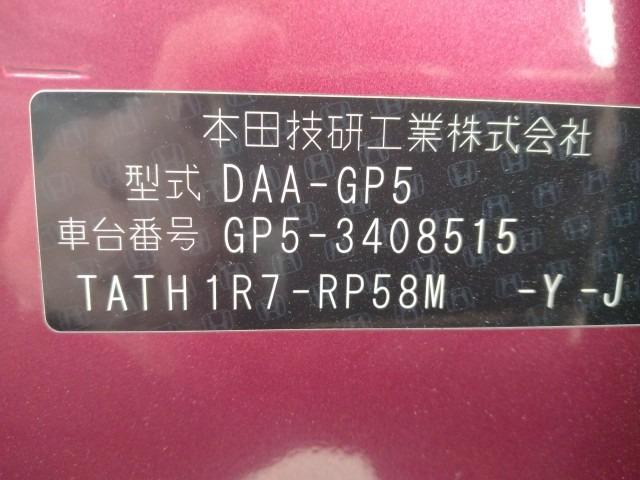 本田技研工業株式会社
型式 DAA-GP5
車台番号 GP5-3408515
TATH1R7-RP58M -Y-J